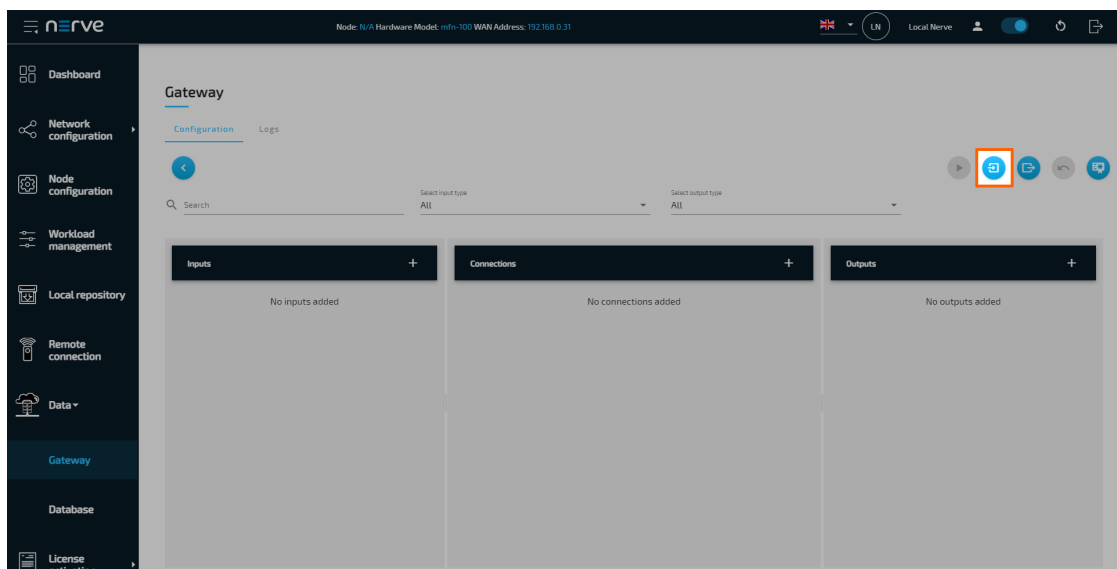 nerve
Node: N/A Hardware Model: mfn-100 WAN Address: 192.168.0.31
LN
Local Nerve
Dashboard
Network
configuration
Node
configuration
Workload
management
Local repository
Remote
connection
Data
Gateway
Database
License
Gateway
Configuration Logs
Search
Select input type
All
Select output type
All
Inputs +
Connections +
Outputs +
No inputs added
No connections added
No outputs added